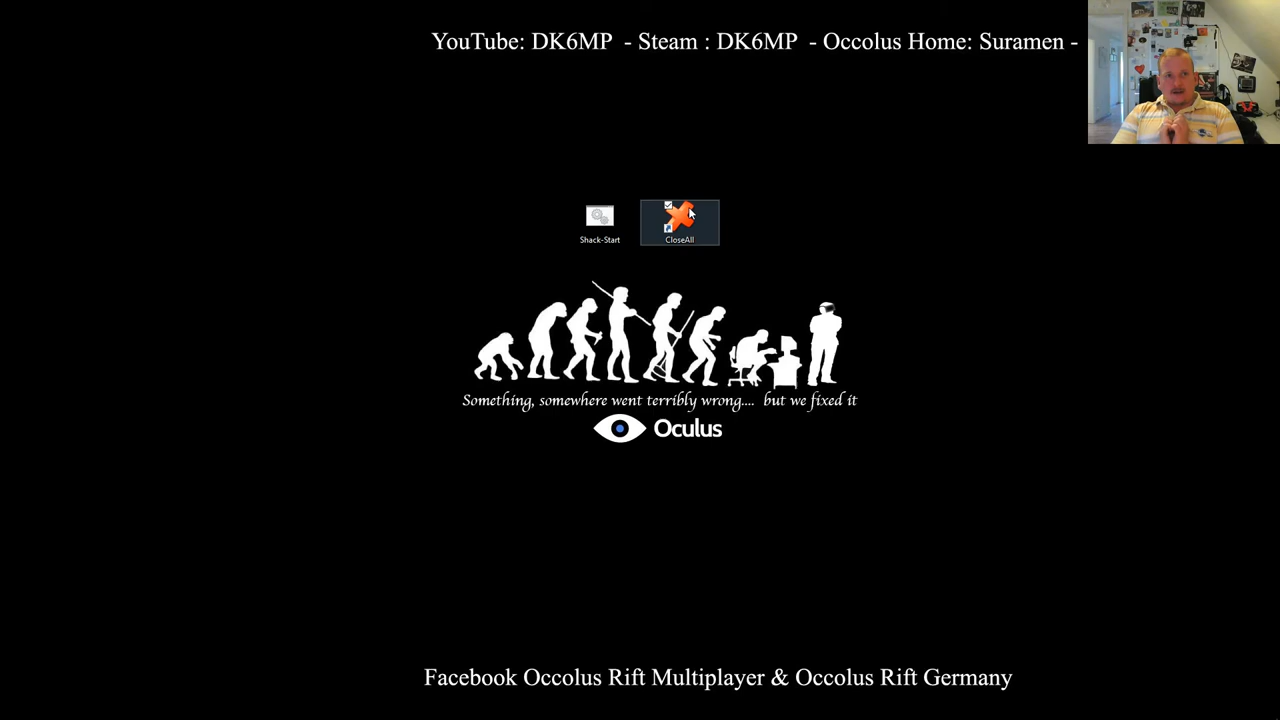 YouTube: DK6MP - Steam : DK6MP - Occolus Home: Suramen -
Shack-Start
CloseAll
Something, somewhere went terribly wrong.... but we fixed it
Oculus
Facebook Occolus Rift Multiplayer & Occolus Rift Germany